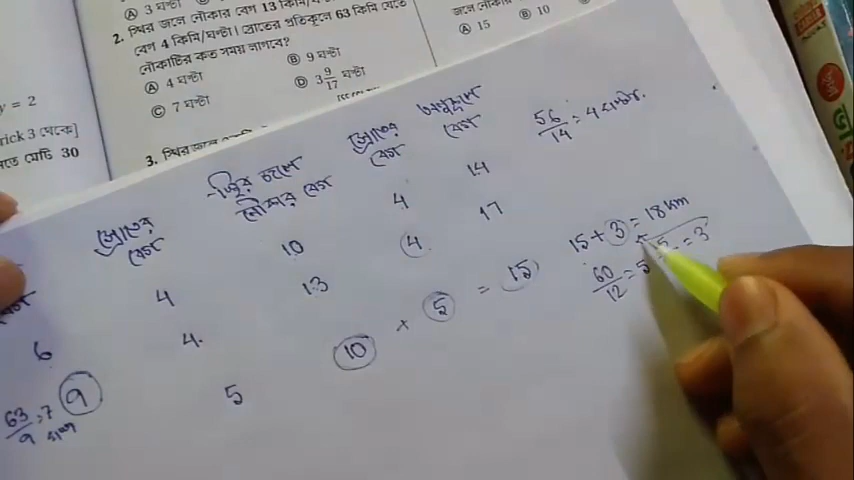 Ⓐ 3 ঘণ্টা
2. স্থির জলে নৌকার বেগ 13 কিমি/
বেগ 4 কিমি/ঘণ্টা। স্রোতের প্রতিকূলে 63 কিমি যেতে
নৌকাটির কত সময় লাগবে?
Ⓐ 4 ঘণ্টা Ⓑ 9 ঘণ্টা
Ⓒ 7 ঘণ্টা Ⓓ 3 9/17 ঘণ্টা
Ⓐ 15 Ⓑ 10
y = 2
rick 3 থেকে]
30
3. স্থির জলে
স্রোতের বেগ
স্থির জলে নৌকার বেগ
স্রোতের বেগ
অনুকূলে বেগ
56/14 = 4 ঘণ্টা
6 4 10 4 14
63/9 = 7 ঘণ্টা 9 4 13 4 17
5 10 × 5 = 15
15 + 3 = 18 km
60/12 = 5
= 3